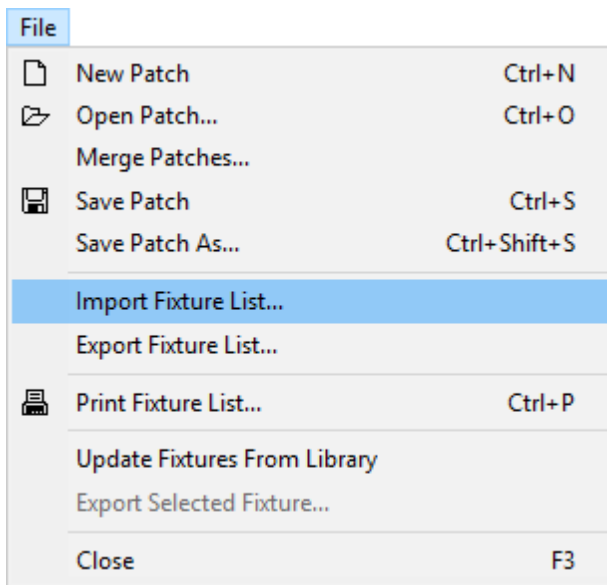 File
New Patch Ctrl+N
Open Patch... Ctrl+O
Merge Patches...
Save Patch Ctrl+S
Save Patch As... Ctrl+Shift+S
Import Fixture List...
Export Fixture List...
Print Fixture List... Ctrl+P
Update Fixtures From Library
Export Selected Fixture...
Close F3